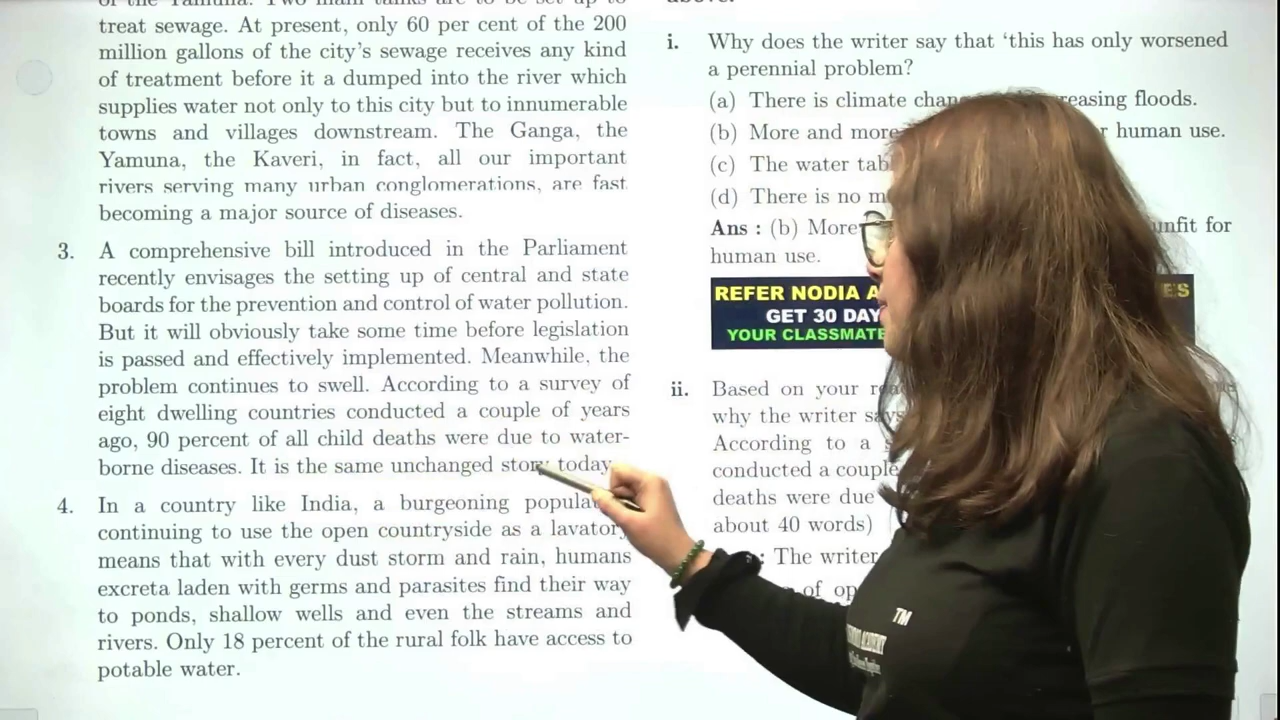 of the Yamuna. Two main tanks are to be set up to
treat sewage. At present, only 60 per cent of the 200
million gallons of the city's sewage receives any kind
of treatment before it a dumped into the river which
supplies water not only to this city but to innumerable
towns and villages downstream. The Ganga, the
Yamuna, the Kaveri, in fact, all our important
rivers serving many urban conglomerations, are fast
becoming a major source of diseases.
3. A comprehensive bill introduced in the Parliament
recently envisages the setting up of central and state
boards for the prevention and control of water pollution.
But it will obviously take some time before legislation
is passed and effectively implemented. Meanwhile, the
problem continues to swell. According to a survey of
eight dwelling countries conducted a couple of years
ago, 90 percent of all child deaths were due to water-
borne diseases. It is the same unchanged story today
4. In a country like India, a burgeoning
continuing to use the open countryside as a lavatory
means that with every dust storm and rain, humans
excreta laden with germs and parasites find their way
to ponds, shallow wells and even the streams and
rivers. Only 18 percent of the rural folk have access to
potable water.
above.
i. Why does the writer say that 'this has only worsened
a perennial problem?
(a) There is climate floods.
(b) More and more human use.
(c) The water
(d) There is no
Ans : (b) More unfit for
human use.
REFER NODIA
GET 30
YOUR
ii. Based on your
why the writer says
According to a
conducted a couple
deaths were due
about 40 words)
: The writer
of
TM